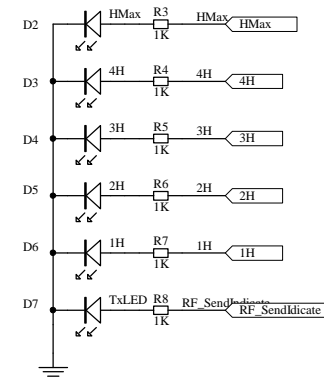 D2 HMax R3 HMax HMax
1K
D3 4H R4 4H 4H
1K
D4 3H R5 3H 3H
1K
D5 2H R6 2H 2H
1K
D6 1H R7 1H 1H
1K
D7 TxLED R8 RF_SendIndicate RF_SendIdicate
1K